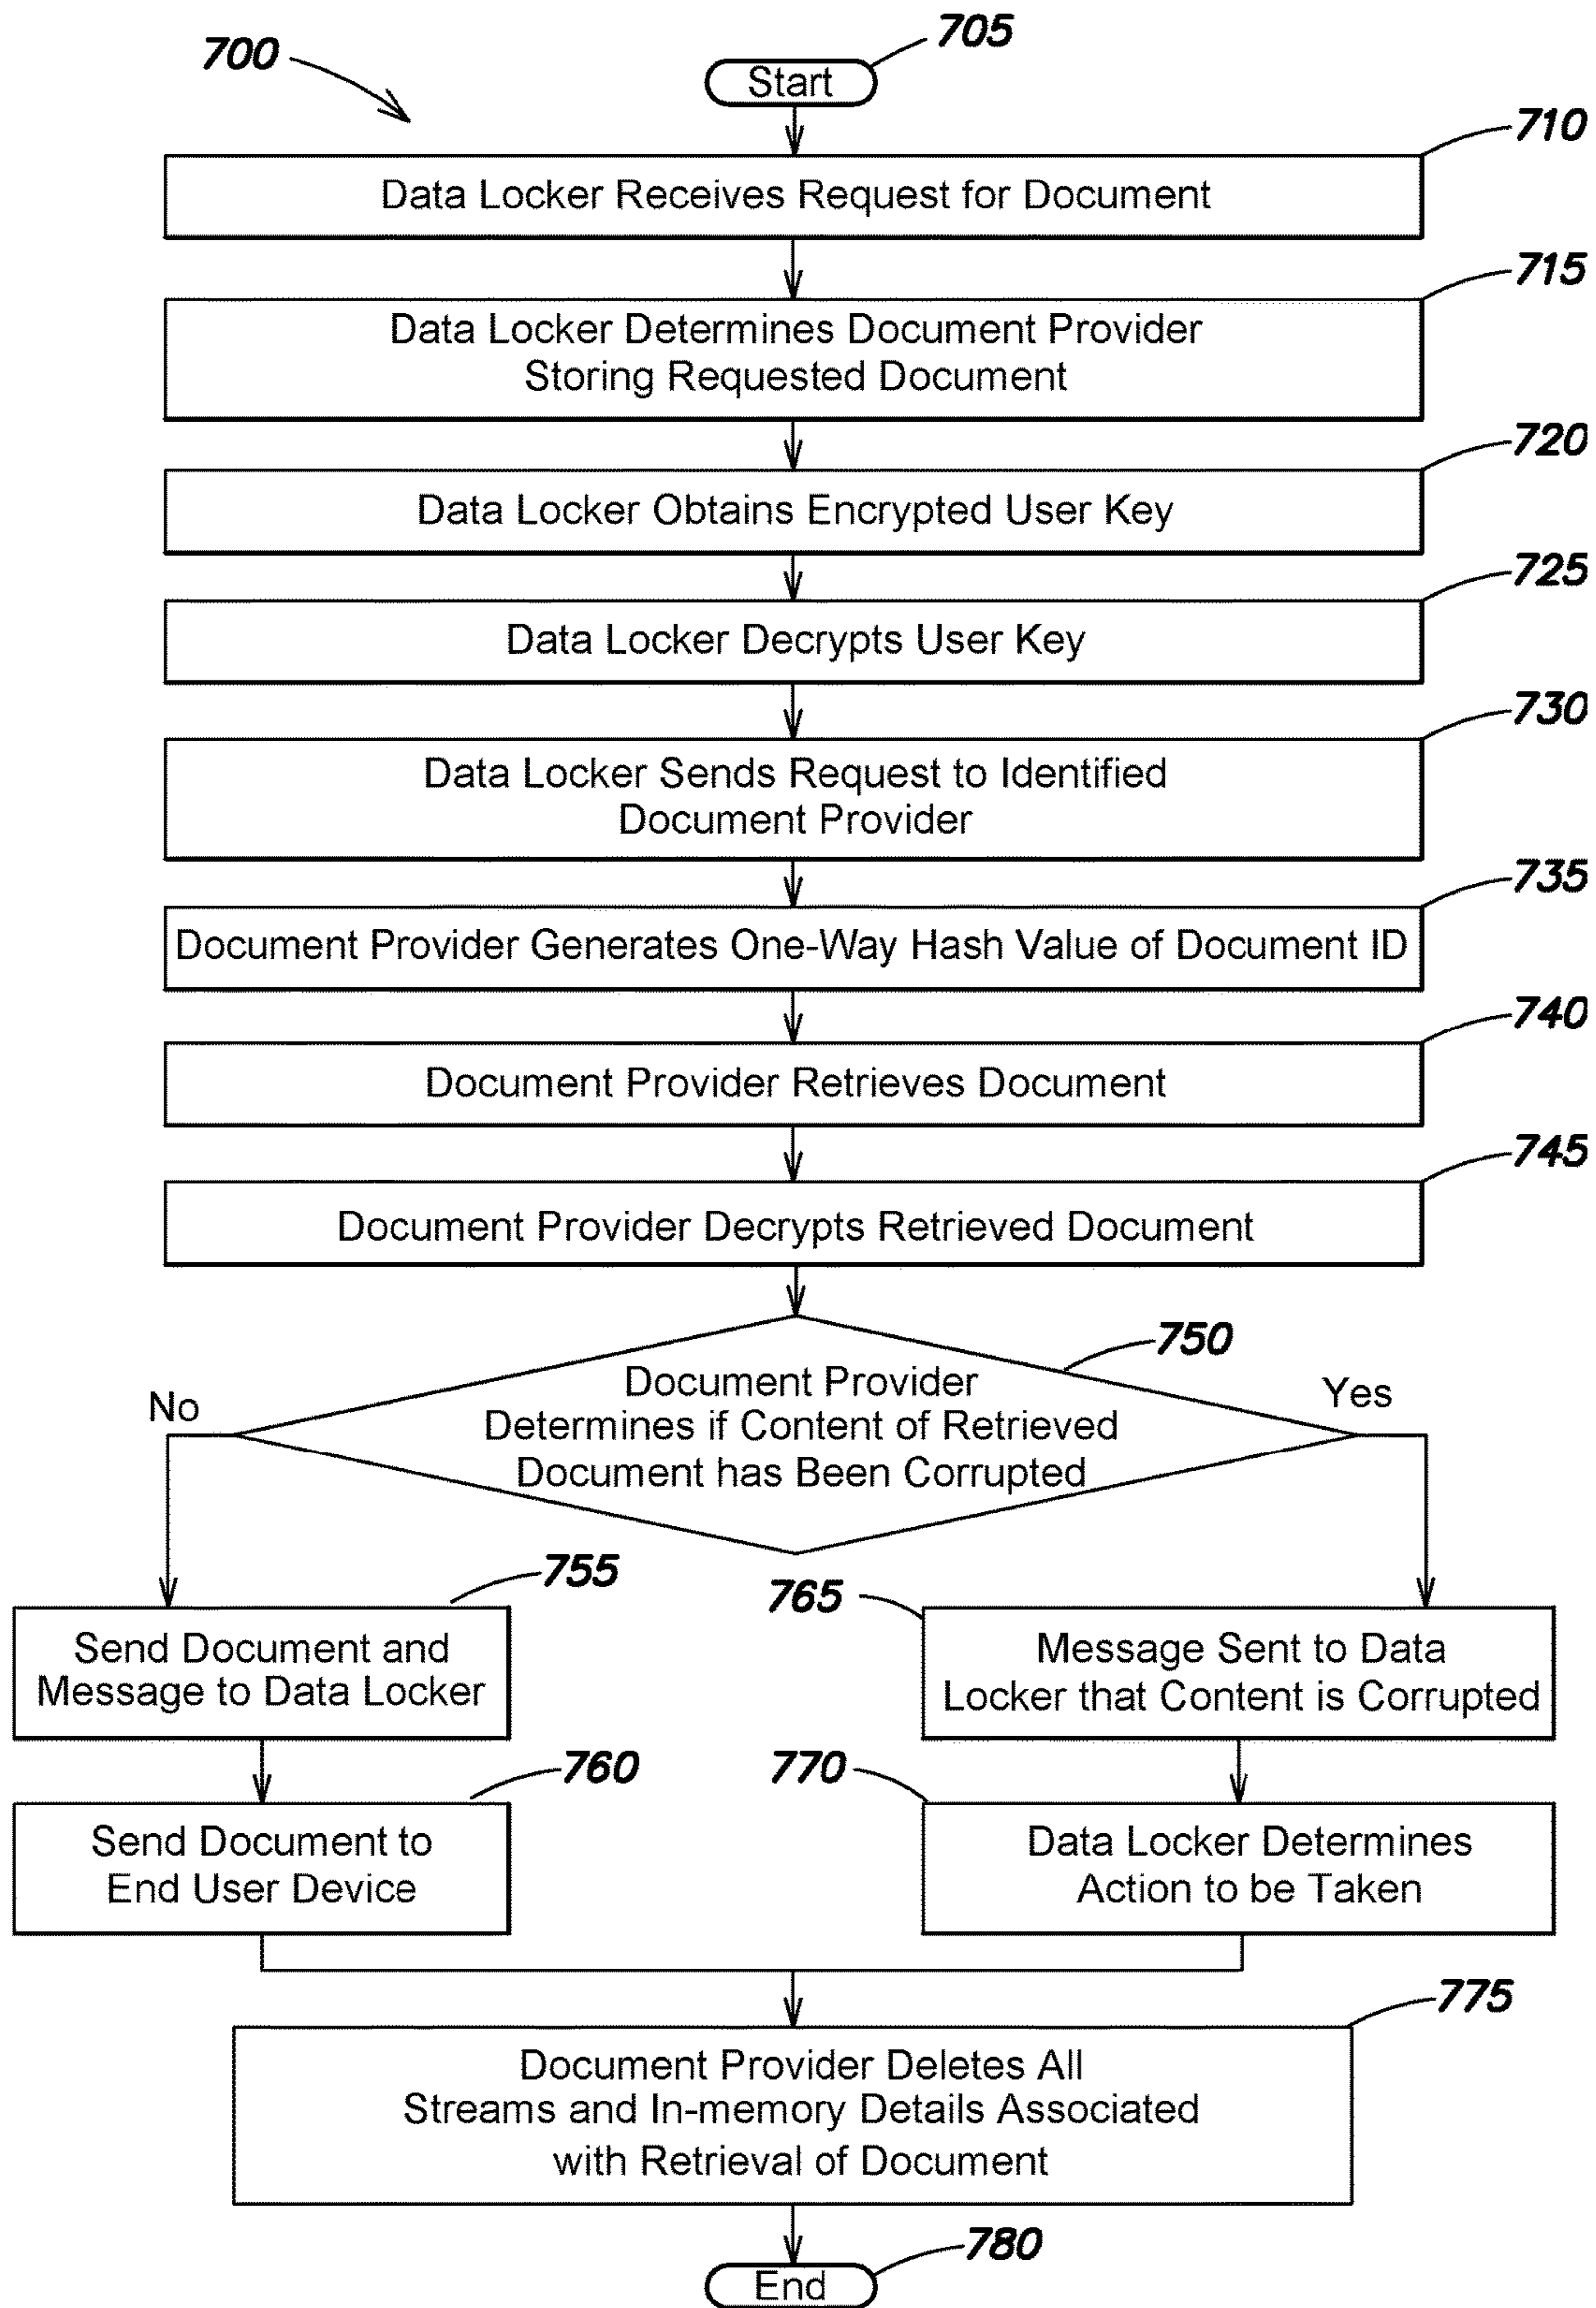 700
705
Start
710
Data Locker Receives Request for Document
715
Data Locker Determines Document Provider
Storing Requested Document
720
Data Locker Obtains Encrypted User Key
725
Data Locker Decrypts User Key
730
Data Locker Sends Request to Identified
Document Provider
735
Document Provider Generates One-Way Hash Value of Document ID
740
Document Provider Retrieves Document
745
Document Provider Decrypts Retrieved Document
750
Document Provider
Determines if Content of Retrieved
Document has Been Corrupted
No
Yes
755
Send Document and
Message to Data Locker
765
Message Sent to Data
Locker that Content is Corrupted
760
Send Document to
End User Device
770
Data Locker Determines
Action to be Taken
775
Document Provider Deletes All
Streams and In-memory Details Associated
with Retrieval of Document
780
End